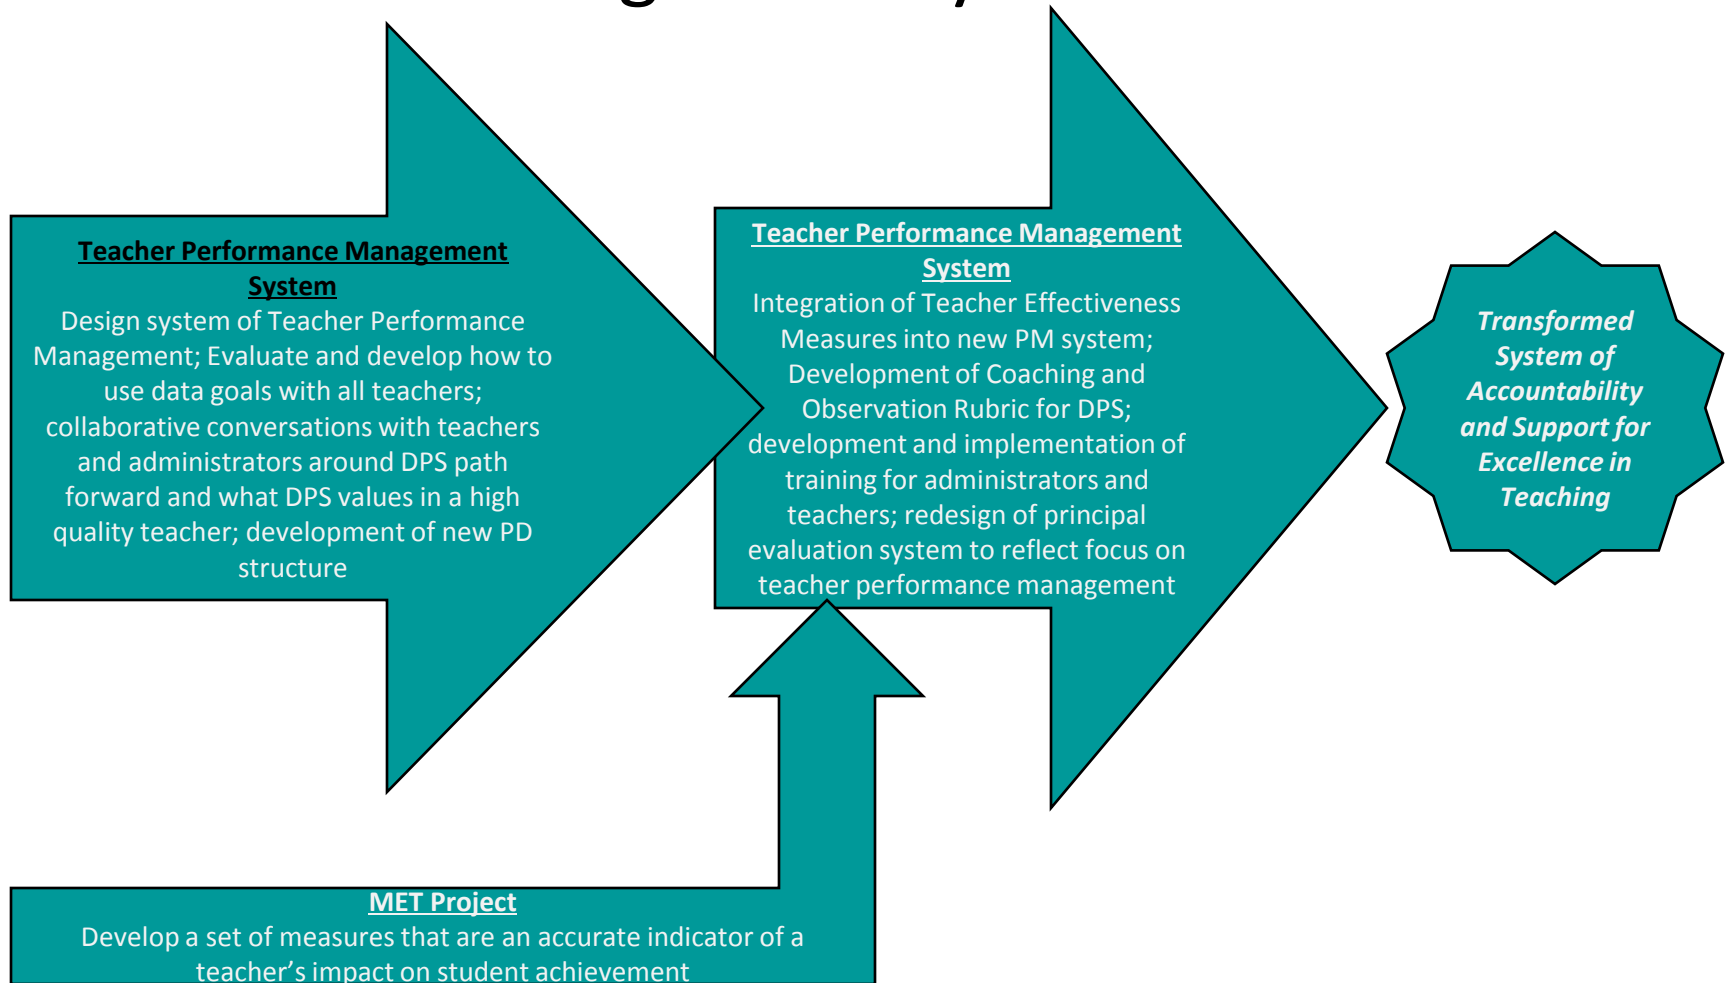 Teacher Performance Management
System
Design system of Teacher Performance
Management; Evaluate and develop how to
use data goals with all teachers;
collaborative conversations with teachers
and administrators around DPS path
forward and what DPS values in a high
quality teacher; development of new PD
structure
Teacher Performance Management
System
Integration of Teacher Effectiveness
Measures into new PM system;
Development of Coaching and
Observation Rubric for DPS;
development and implementation of
training for administrators and
teachers; redesign of principal
evaluation system to reflect focus on
teacher performance management
Transformed
System of
Accountability
and Support for
Excellence in
Teaching
MET Project
Develop a set of measures that are an accurate indicator of a
teacher’s impact on student achievement